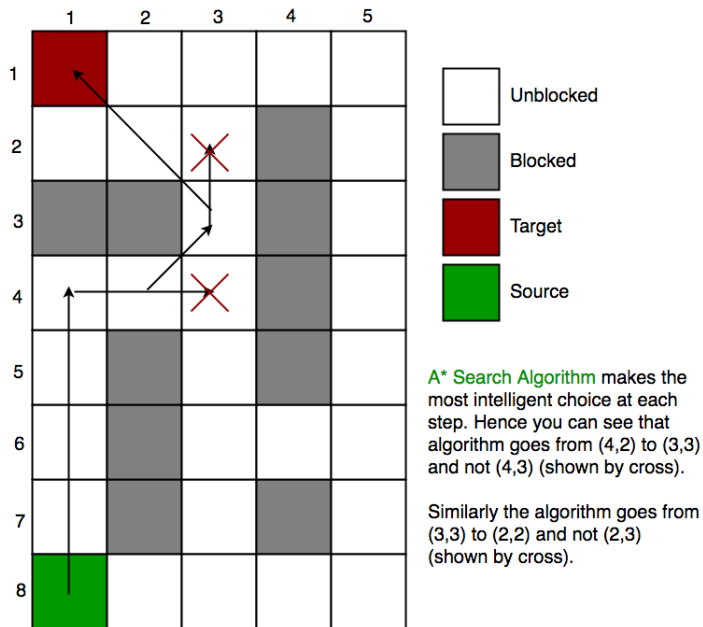 1 2 3 4 5
1
Unblocked
2
Blocked
3
Target
4
Source
5
A* Search Algorithm makes the
most intelligent choice at each
step. Hence you can see that
6
algorithm goes from (4,2) to (3,3)
and not (4,3) (shown by cross).
7
Similarly the algorithm goes from
(3,3) to (2,2) and not (2,3)
(shown by cross).
8